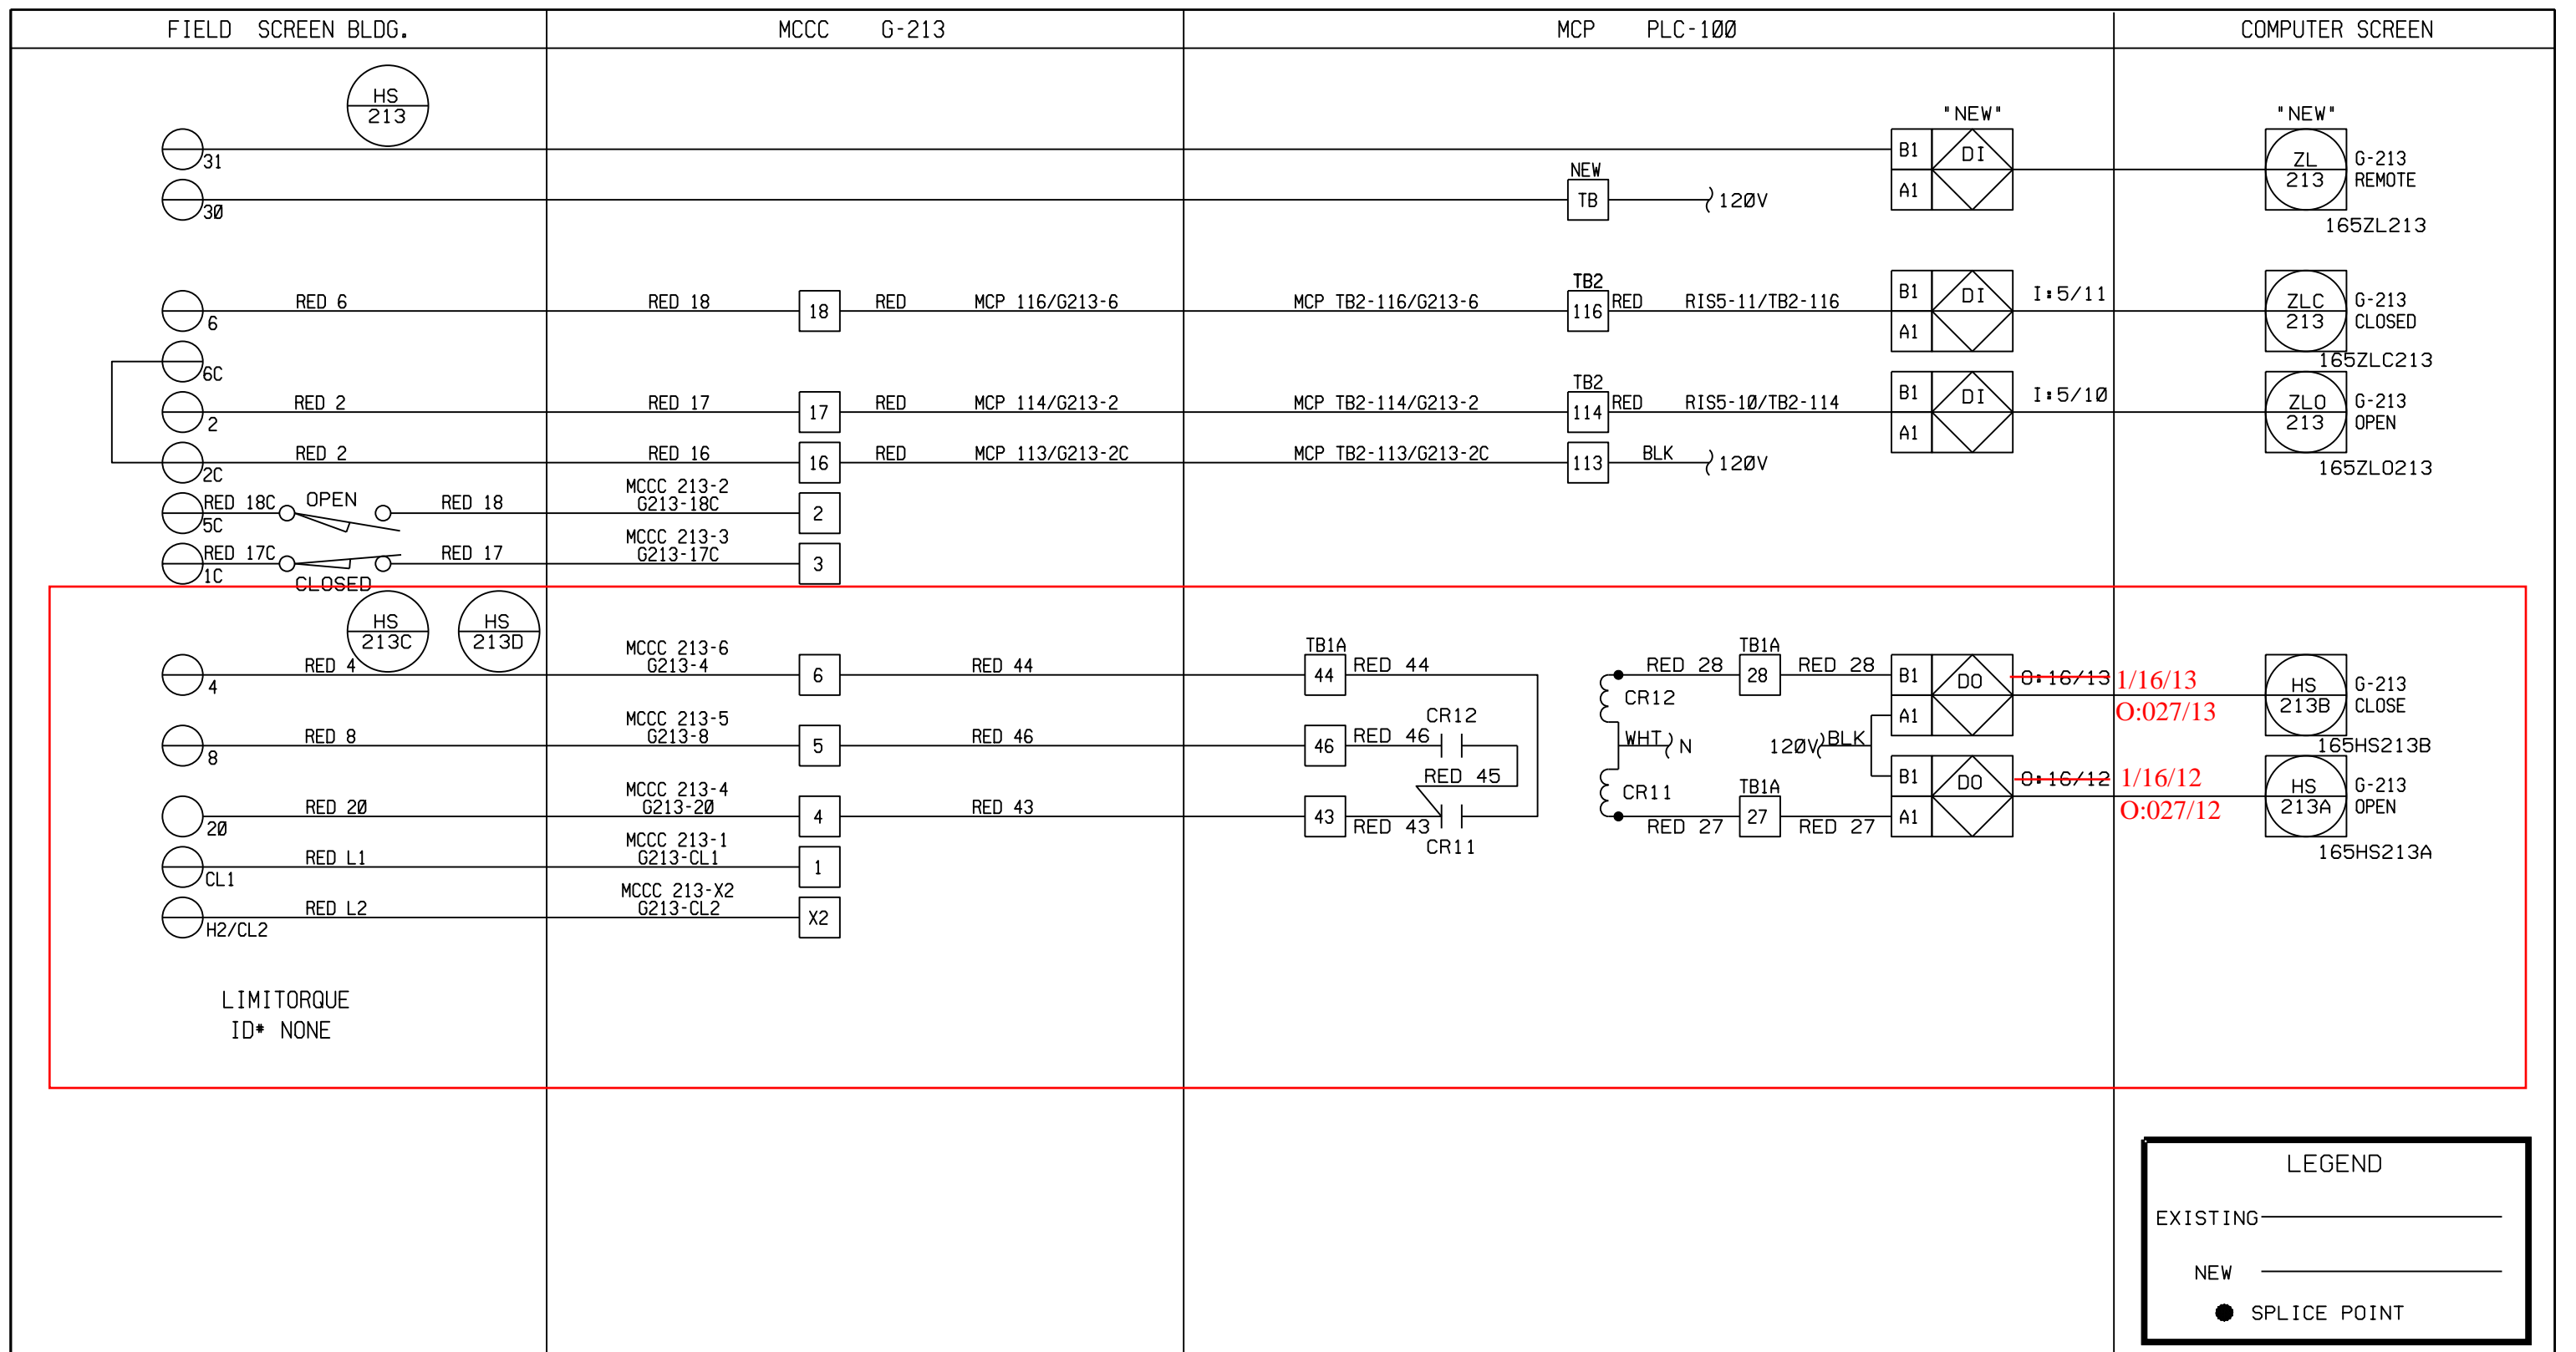 FIELD SCREEN BLDG.
MCCC G-213
MCP PLC-100
COMPUTER SCREEN
HS
213
31
30
NEW
TB
120V
"NEW"
B1
DI
A1
"NEW"
ZL
213
G-213
REMOTE
165ZL213
6
RED 6
RED 18
18
RED
MCP 116/G213-6
MCP TB2-116/G213-6
TB2
116
RED
RIS5-11/TB2-116
B1
DI
A1
I:5/11
ZLC
213
G-213
CLOSED
165ZLC213
6C
2
RED 2
RED 17
17
RED
MCP 114/G213-2
MCP TB2-114/G213-2
TB2
114
RED
RIS5-10/TB2-114
B1
DI
A1
I:5/10
ZLO
213
G-213
OPEN
165ZLO213
2C
RED 2
RED 16
16
RED
MCP 113/G213-2C
MCP TB2-113/G213-2C
113
BLK
120V
5C
RED 18C
OPEN
RED 18
MCCC 213-2
G213-18C
2
1C
RED 17C
CLOSED
RED 17
MCCC 213-3
G213-17C
3
HS
213C
HS
213D
4
RED 4
MCCC 213-6
G213-4
6
RED 44
TB1A
44
RED 44
CR12
RED 28
TB1A
28
RED 28
B1
DO
A1
O:16/13
1/16/13
O:027/13
HS
213B
G-213
CLOSE
165HS213B
8
RED 8
MCCC 213-5
G213-8
5
RED 46
46
RED 46
CR12
RED 45
WHT
N
120V
BLK
20
RED 20
MCCC 213-4
G213-20
4
RED 43
43
RED 43
CR11
CR11
RED 27
TB1A
27
RED 27
B1
DO
A1
O:16/12
1/16/12
O:027/12
HS
213A
G-213
OPEN
165HS213A
CL1
RED L1
MCCC 213-1
G213-CL1
1
H2/CL2
RED L2
MCCC 213-X2
G213-CL2
X2
LIMITORQUE
ID# NONE
LEGEND
EXISTING
NEW
SPLICE POINT